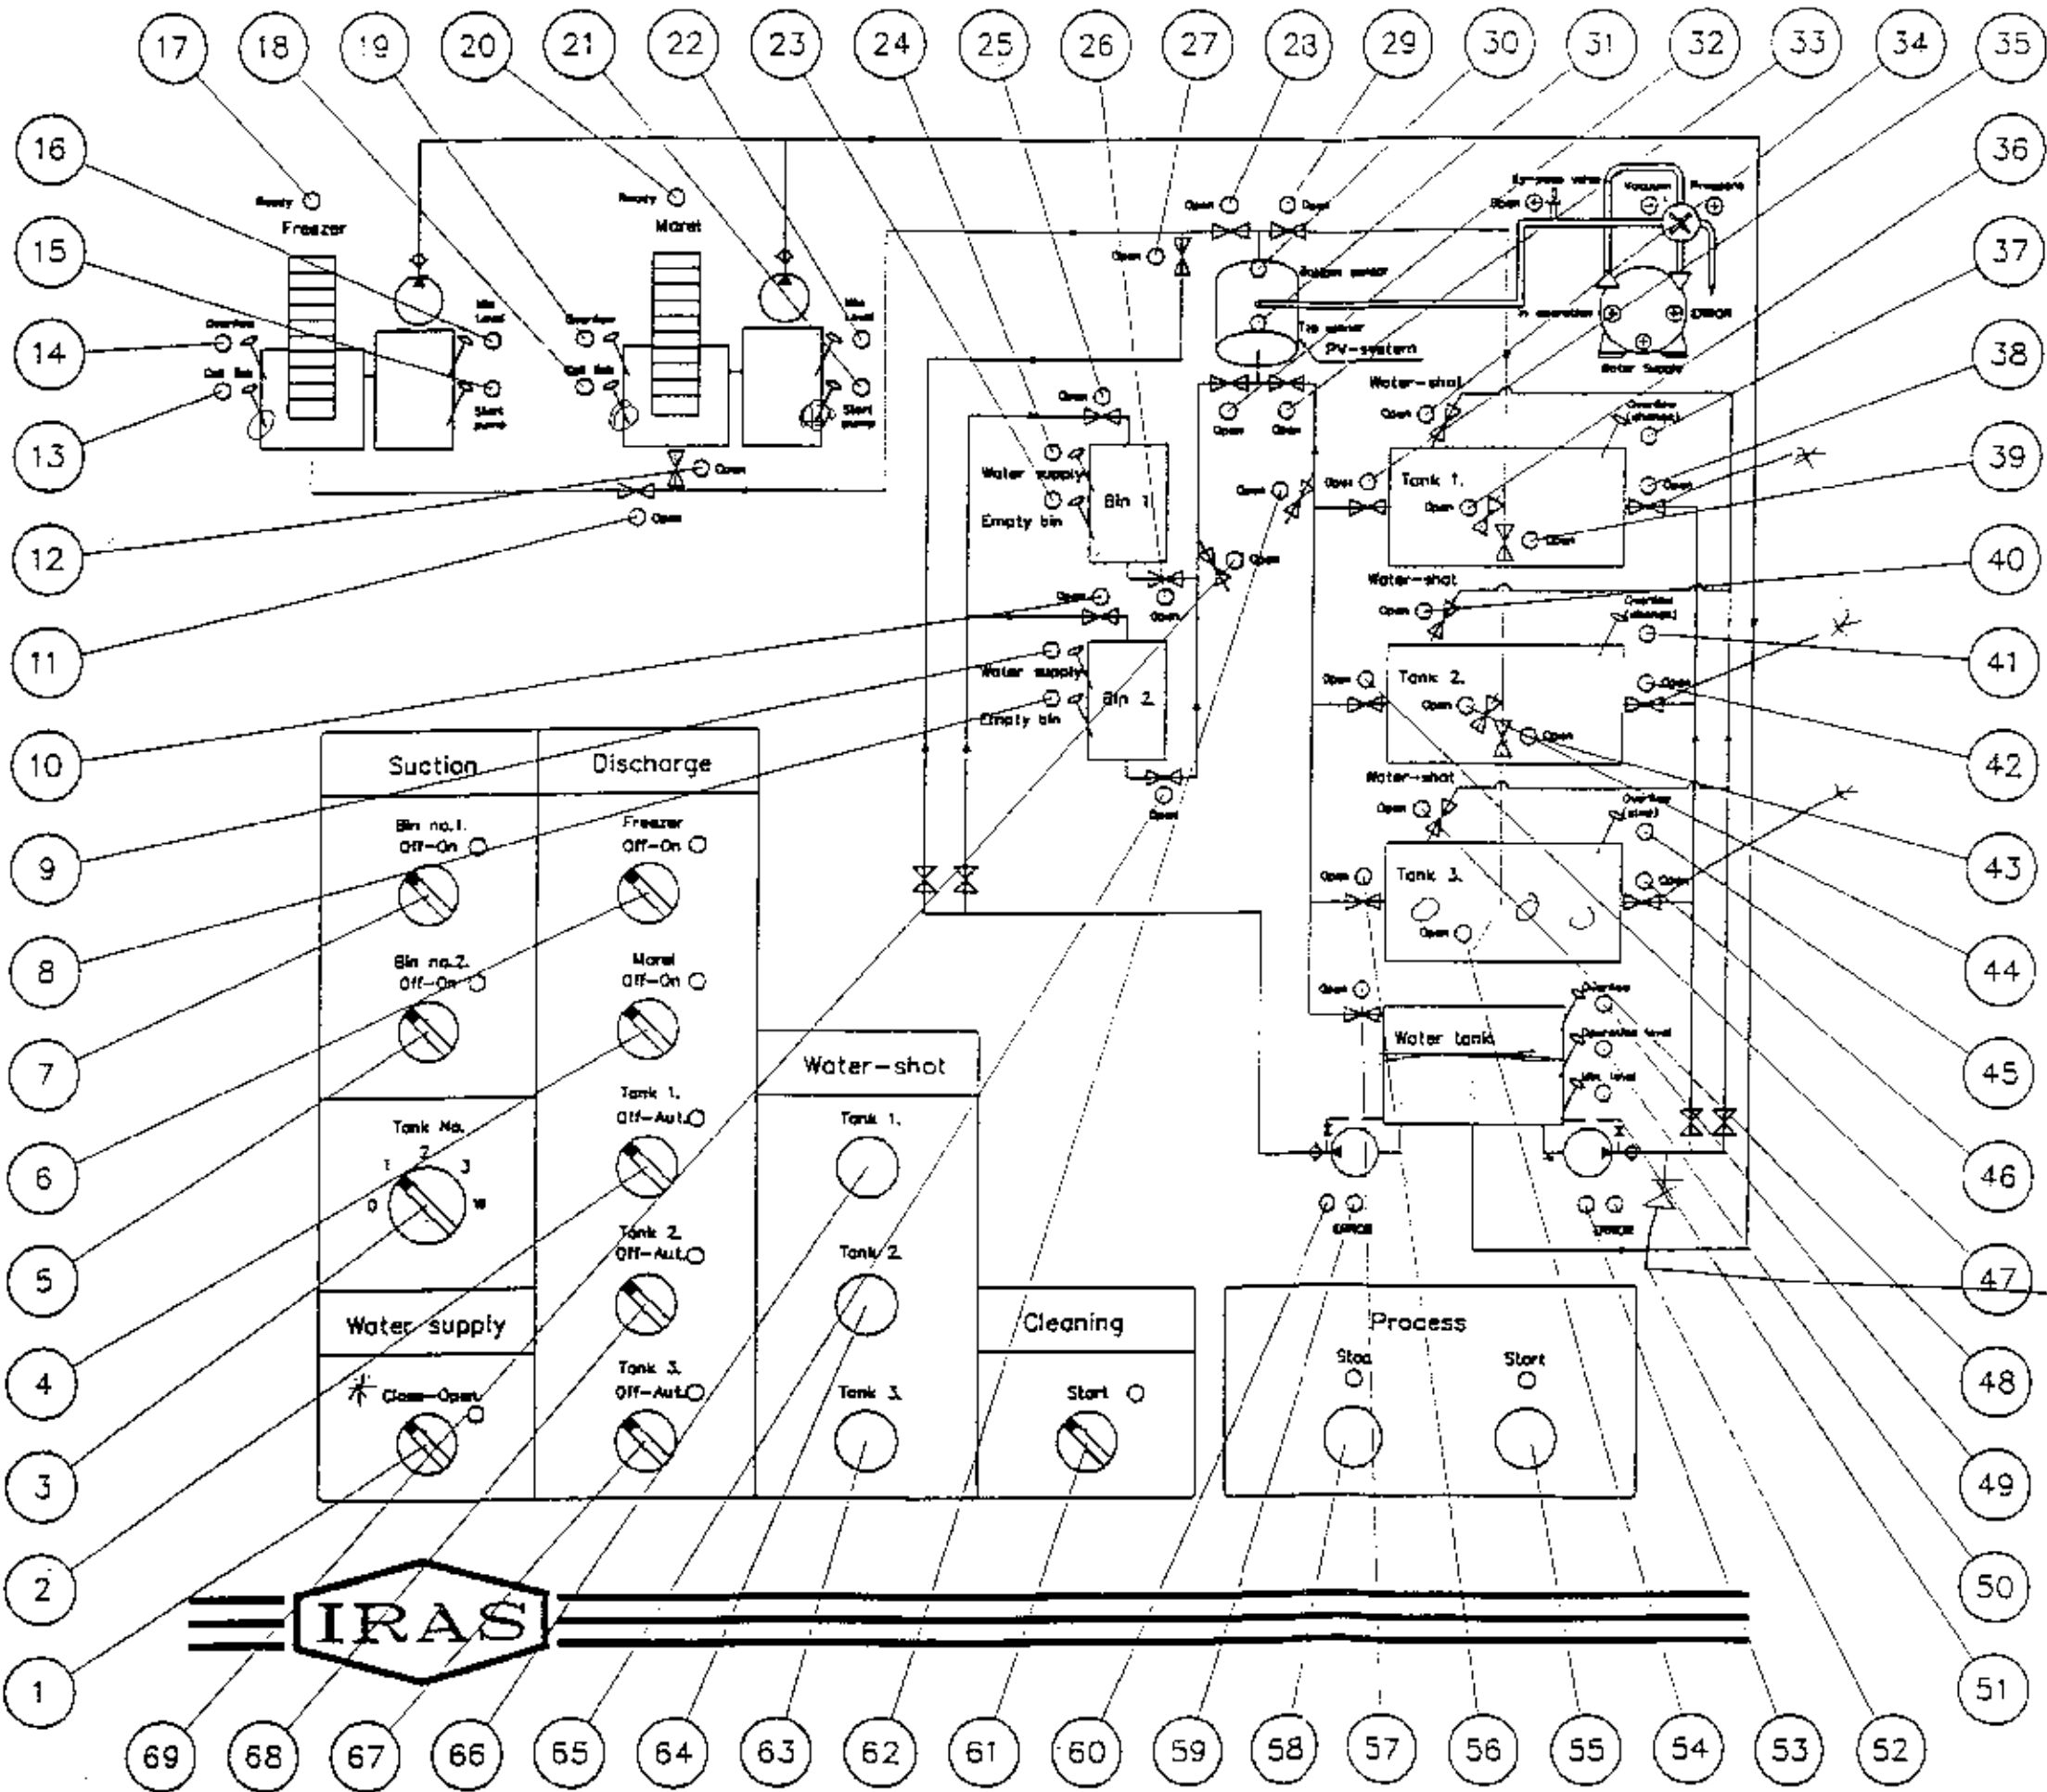 17 18 19 20 21 22 23 24 25 26 27 28 29 30 31 32 33 34 35
16
15
14
13
12
11
10
9
8
7
6
5
4
3
2
1
36
37
38
39
40
41
42
43
44
45
46
47
48
49
50
51
69 68 67 66 65 64 63 62 61 60 59 58 57 56 55 54 53 52
Ready
Freezer
Overflow
Min
Level
Start
pump
Open
Open
Ready
Overflow
Min
Level
Start
pump
Open
Open
Open
Open
Bottom sensor
Top sensor
PV-system
Open
Open
By-pass valve
Open
Vacuum
Pressure
In operation
ERROR
Open
Water supply
Empty bin
Bin 1
Open
Open
Open
Open
Water supply
Empty bin
Bin 2
Open
Water-shot
Open
Overflow
Open
Tank 1.
Open
Open
Open
Water-shot
Open
Overflow
Open
Tank 2.
Open
Open
Open
Water-shot
Open
Overflow
Open
Tank 3.
Open
Open
Open
Water tank
Overflow
Operation level
Min. level
ERROR
ERROR
Suction
Bin no.1.
Off-On
Bin no.2.
Off-On
Tank No.
0 1 2 3 W
Water supply
Close-Open
Discharge
Freezer
Off-On
Off-On
Tank 1.
Off-Aut.
Tank 2.
Off-Aut.
Tank 3.
Off-Aut.
Water-shot
Tank 1.
Tank 2.
Tank 3.
Cleaning
Start
Process
Stop
Start
IRAS